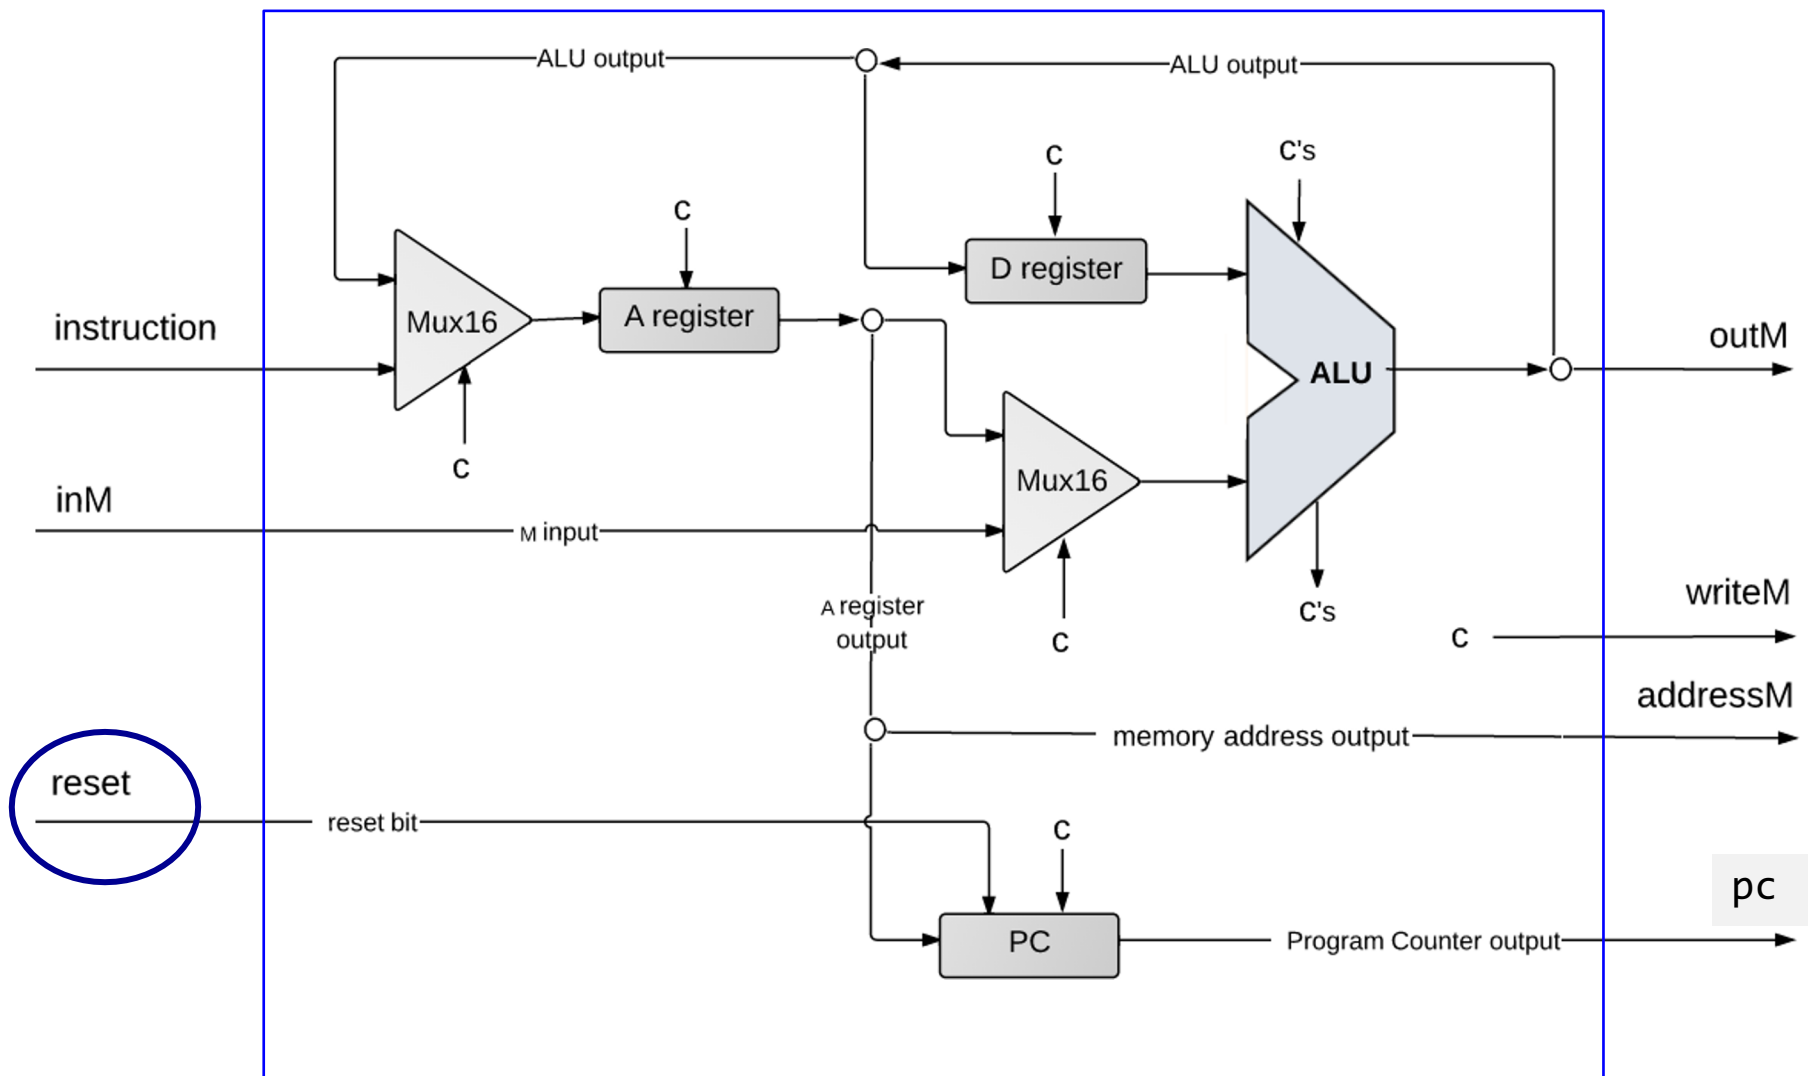 ALU output
ALU output
c
c's
c
D register
Mux16
A register
instruction
outM
ALU
c
Mux16
inM
M input
A register
output
c
c's
writeM
c
addressM
memory address output
reset
reset bit
c
pc
PC
Program Counter output